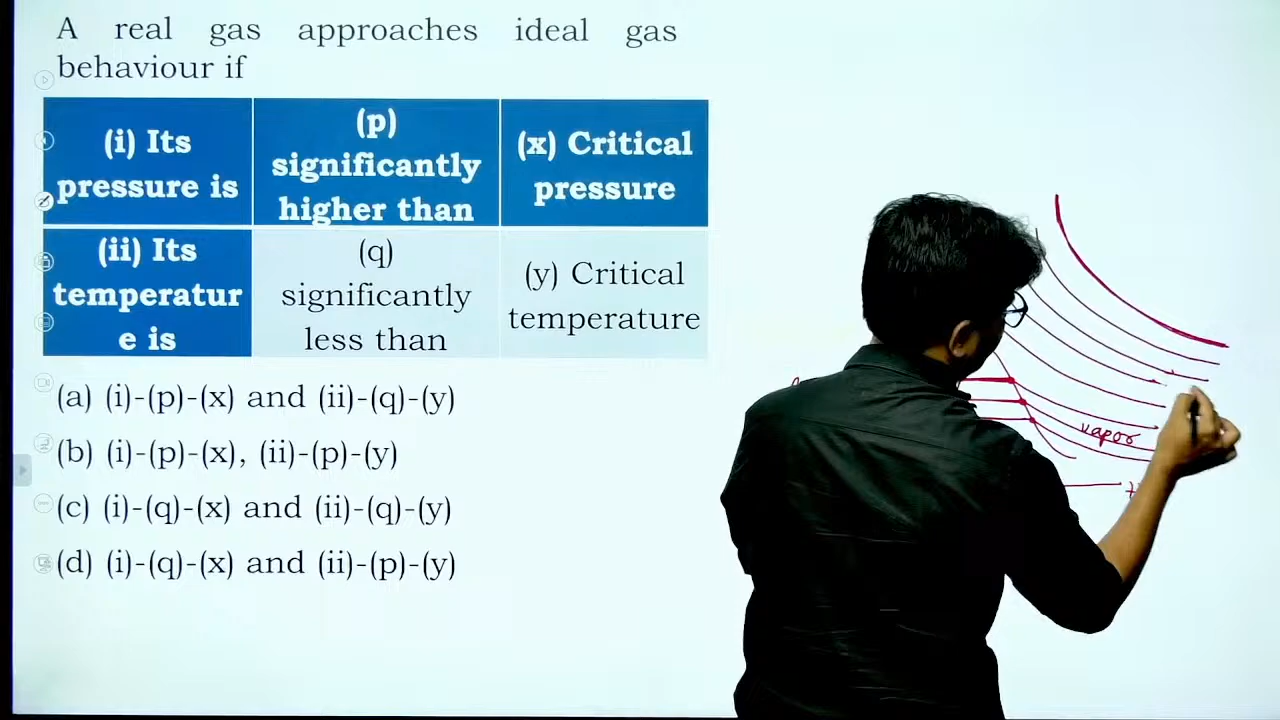 A real gas approaches ideal gas
behaviour if
(i) Its
pressure is
(p)
significantly
higher than
(x) Critical
pressure
(ii) Its
temperatur
e is
(q)
significantly
less than
(y) Critical
temperature
(a) (i)-(p)-(x) and (ii)-(q)-(y)
(b) (i)-(p)-(x), (ii)-(p)-(y)
(c) (i)-(q)-(x) and (ii)-(q)-(y)
(d) (i)-(q)-(x) and (ii)-(p)-(y)
vapor